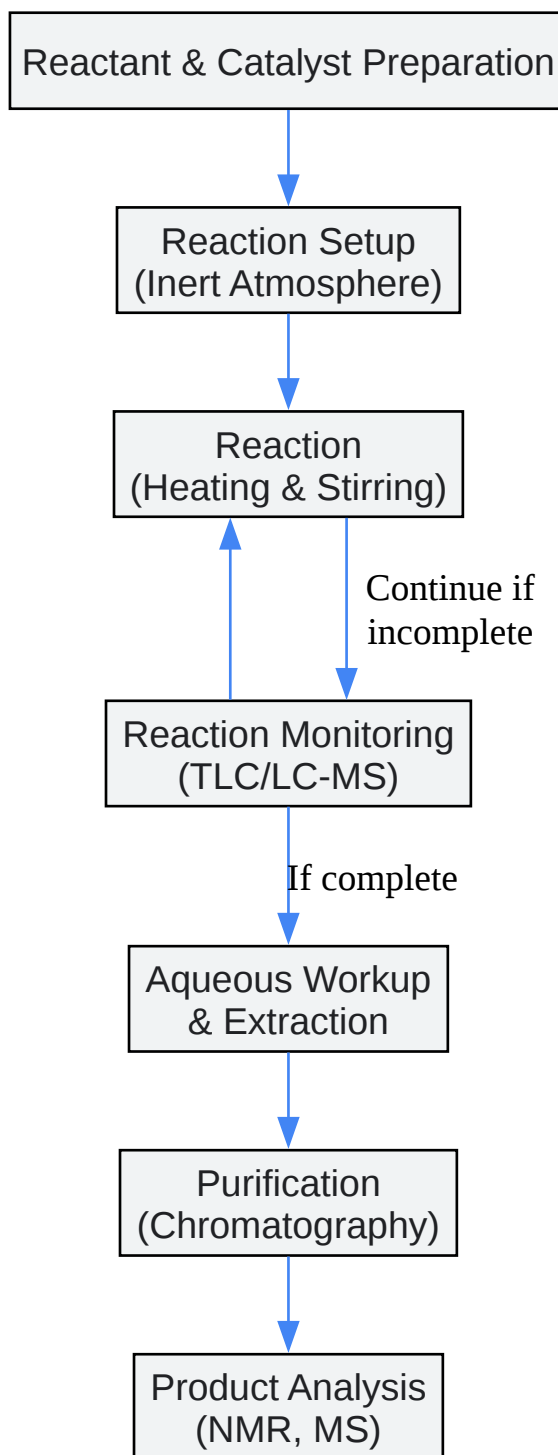 Reactant & Catalyst Preparation
Reaction Setup
(Inert Atmosphere)
Reaction
(Heating & Stirring)
Continue if
incomplete
Reaction Monitoring
(TLC/LC-MS)
If complete
Aqueous Workup
& Extraction
Purification
(Chromatography)
Product Analysis
(NMR, MS)